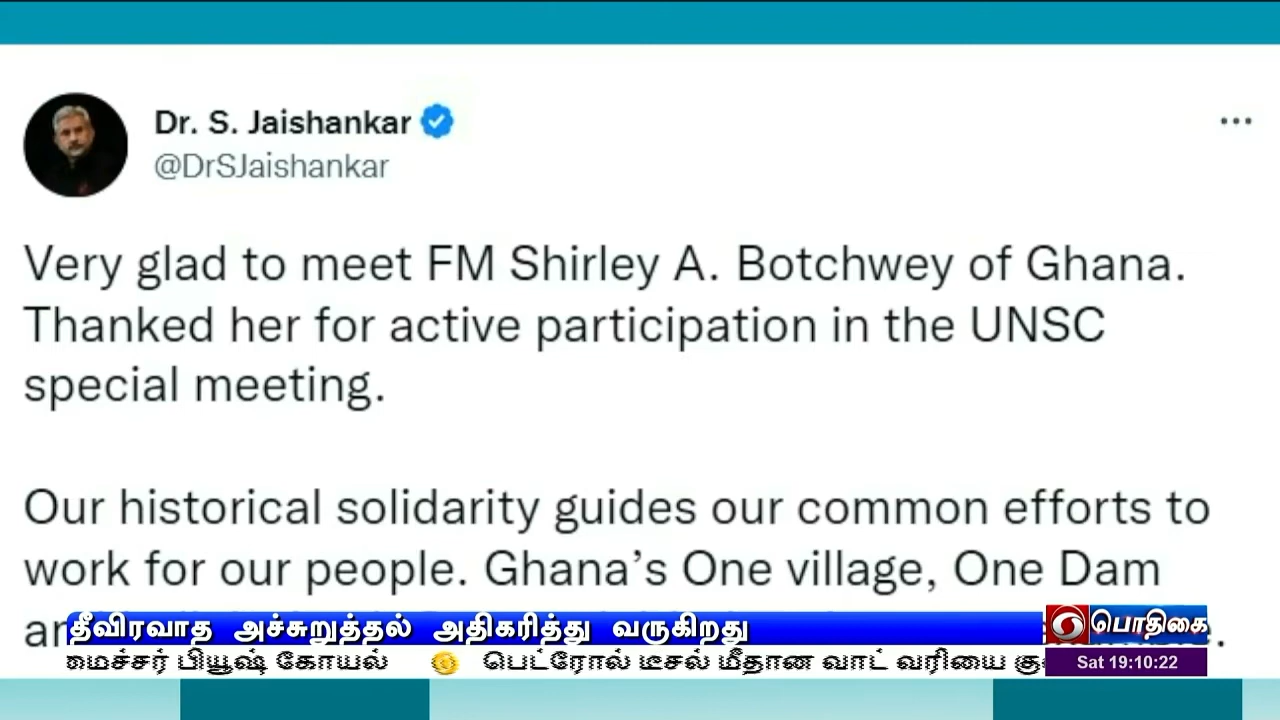 Dr. S. Jaishankar
@DrSJaishankar
Very glad to meet FM Shirley A. Botchwey of Ghana.
Thanked her for active participation in the UNSC
special meeting.
Our historical solidarity guides our common efforts to
work for our people. Ghana’s One village, One Dam
தீவிரவாத அச்சுறுத்தல் அதிகரித்து வருகிறது
பொதிகை
பியூஷ் கோயல் பெட்ரோல் டீசல் மீதான வாட் வரியை
Sat 19:10:22